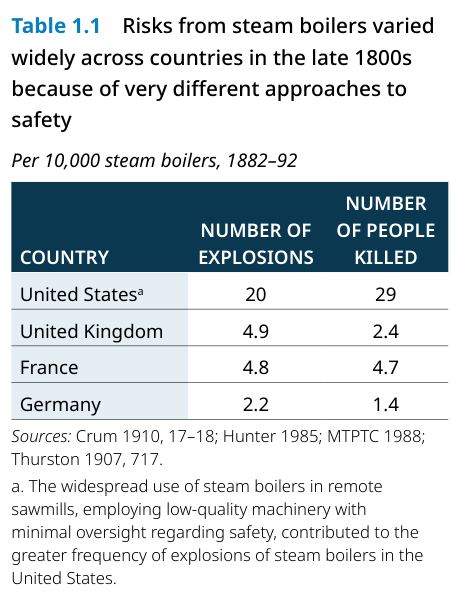 Table 1.1 Risks from steam boilers varied
widely across countries in the late 1800s
because of very different approaches to
safety
Per 10,000 steam boilers, 1882–92
COUNTRY NUMBER OF EXPLOSIONS NUMBER OF PEOPLE KILLED
United Statesᵃ 20 29
United Kingdom 4.9 2.4
France 4.8 4.7
Germany 2.2 1.4
Sources: Crum 1910, 17–18; Hunter 1985; MTPTC 1988;
Thurston 1907, 717.
a. The widespread use of steam boilers in remote
sawmills, employing low-quality machinery with
minimal oversight regarding safety, contributed to the
greater frequency of explosions of steam boilers in the
United States.